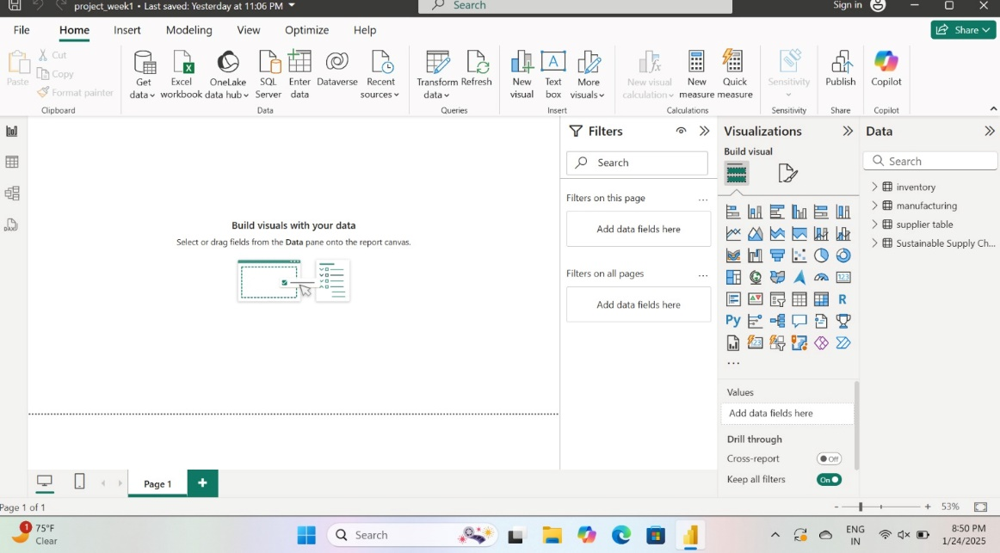 project_week1 • Last saved: Yesterday at 11:06 PM
Search
Sign in
File Home Insert Modeling View Optimize Help
Share
Paste
Cut
Copy
Format painter
Clipboard
Get data
Excel workbook
OneLake data hub
SQL Server
Enter data
Dataverse
Recent sources
Data
Transform data
Refresh
Queries
New visual
Text box
More visuals
Insert
New visual calculation
New measure
Quick measure
Calculations
Sensitivity
Sensitivity
Publish
Share
Copilot
Copilot
Build visuals with your data
Select or drag fields from the Data pane onto the report canvas.
Filters
Search
Filters on this page ...
Add data fields here
Filters on all pages ...
Add data fields here
Visualizations
Build visual
123
R
Py
...
Values
Add data fields here
Drill through
Cross-report Off
Keep all filters On
Data
Search
inventory
manufacturing
supplier table
Sustainable Supply Ch...
DAX
Page 1
+
Page 1 of 1
- + 53%
1
75°F
Clear
Search
ENG
IN
8:50 PM
1/24/2025